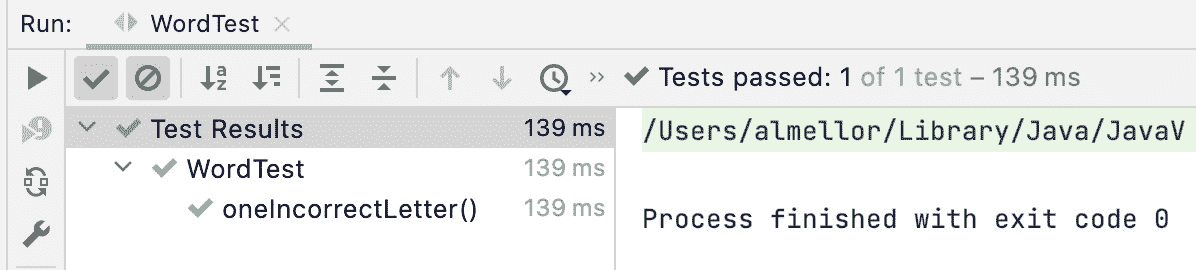 Run: WordTest
Tests passed: 1 of 1 test – 139 ms
Test Results 139 ms
WordTest 139 ms
oneIncorrectLetter() 139 ms
/Users/almellor/Library/Java/JavaV
Process finished with exit code 0